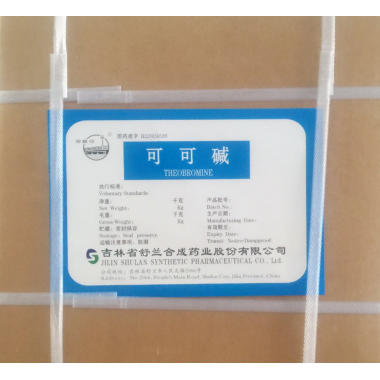 可可碱
THEOBROMINE
执行标准:
Voluntary Standards:
净重: 千克
Net Weight: Kg
毛重: 千克
Gross Weight: Kg
贮藏: 密封保存
Storage: Seal preserve.
运输注意事项: 防潮
产品批号:
Batch No.:
生产日期:
Manufacturing Date:
有效期至:
Expiry Date:
Transit Notice:Dampproof
吉林省舒兰合成药业股份有限公司
JILIN SHULAN SYNTHETIC PHARMACEUTICAL CO., Ltd.